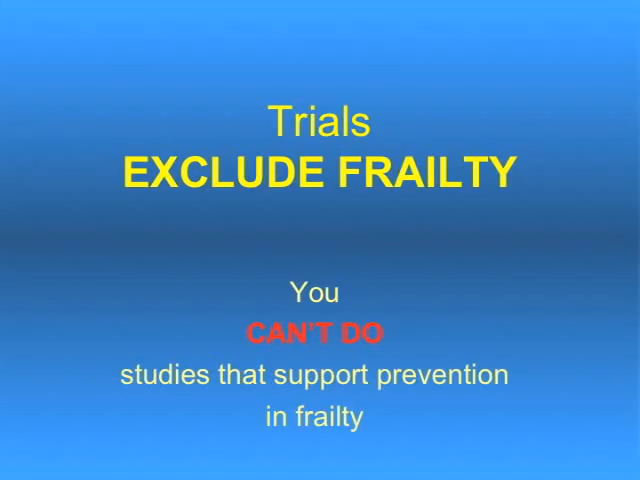 Trials
EXCLUDE FRAILTY
You
CAN'T DO
studies that support prevention
in frailty